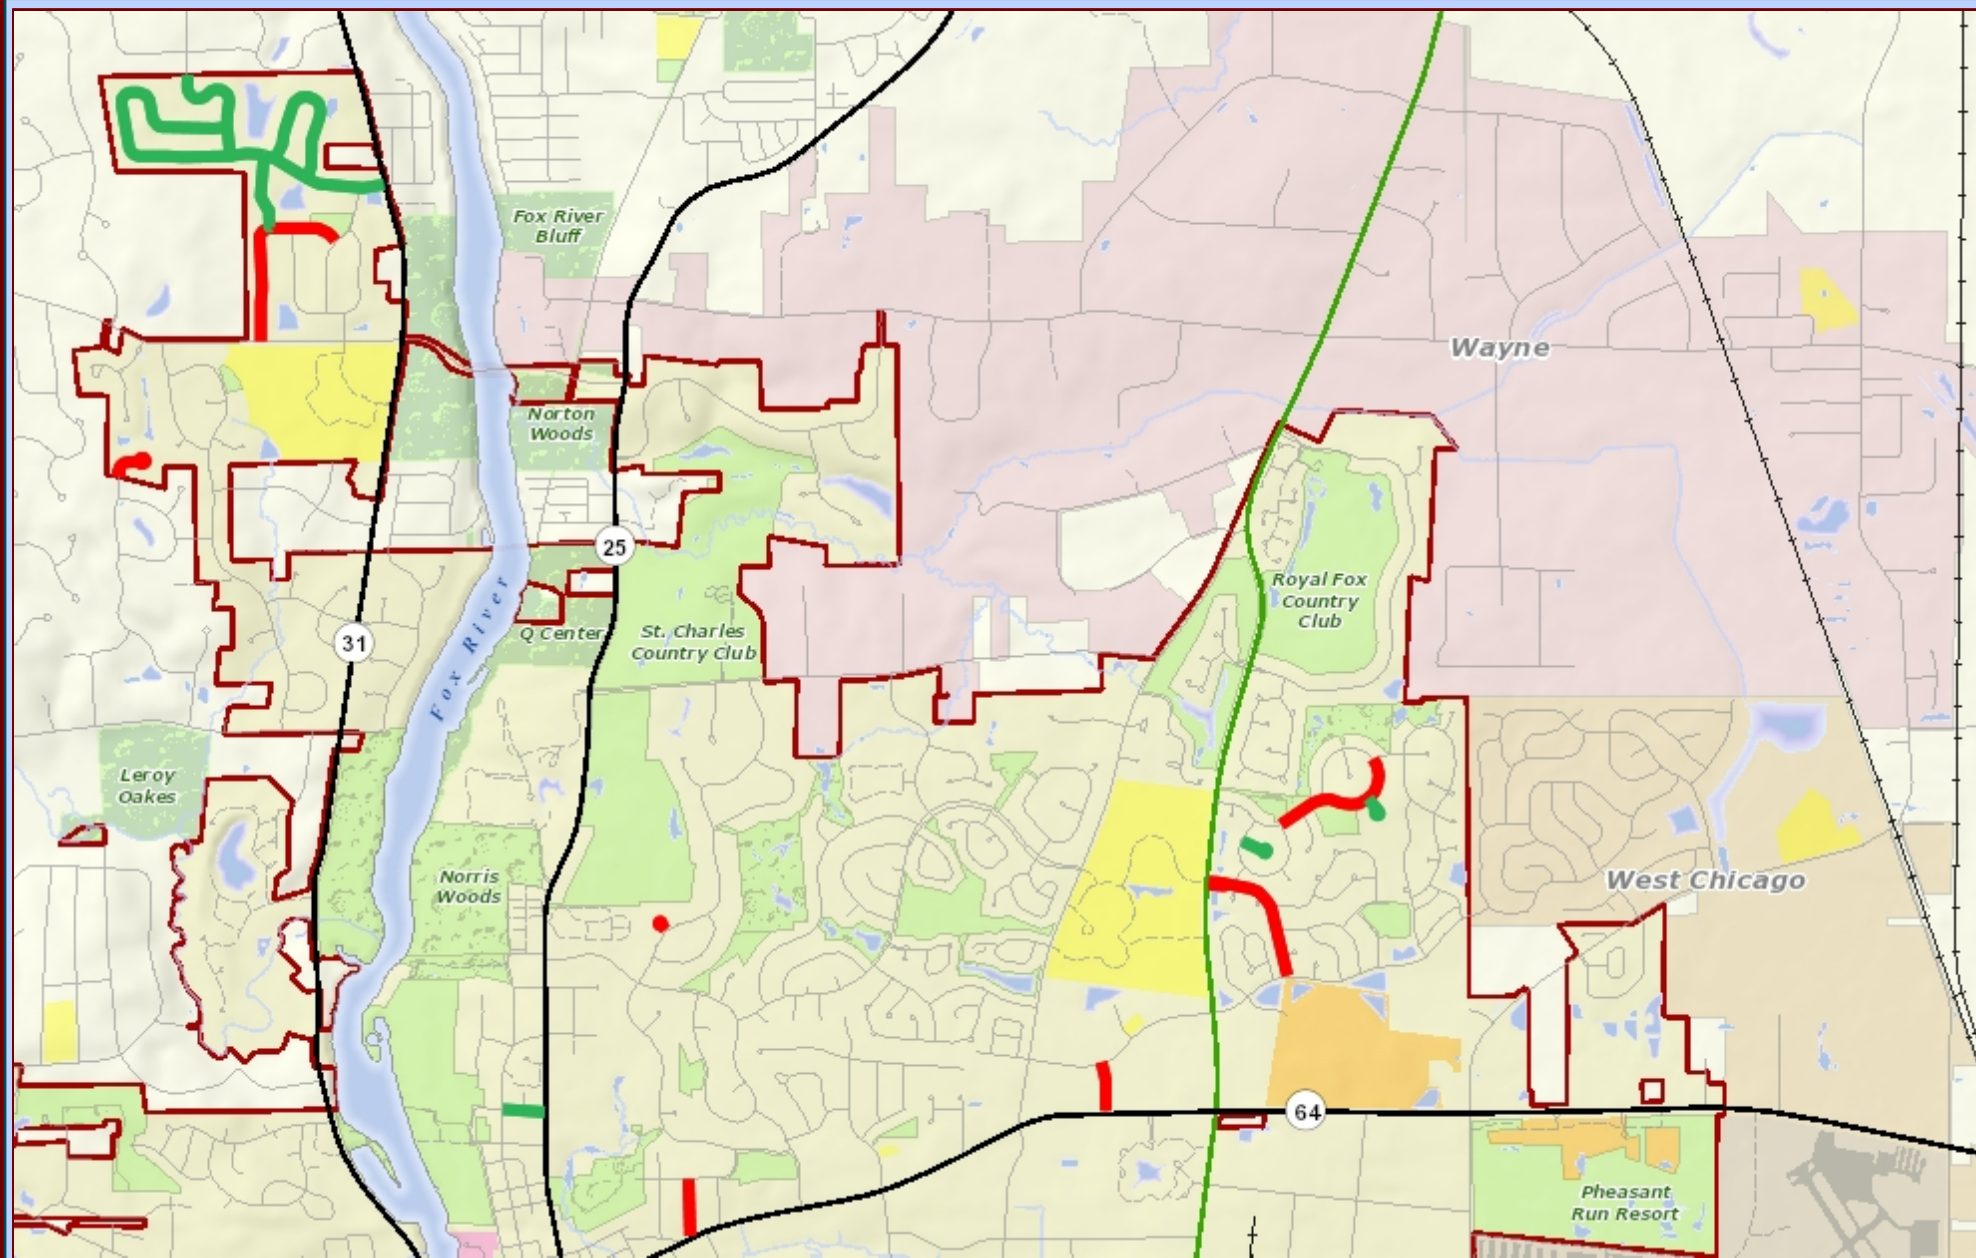 Fox River
Bluff
Wayne
Norton
Woods
25
Royal Fox
Country
Club
Fox River
31
Q Center
St. Charles
Country Club
Leroy
Oakes
Norris
Woods
West Chicago
64
Pheasant
Run Resort